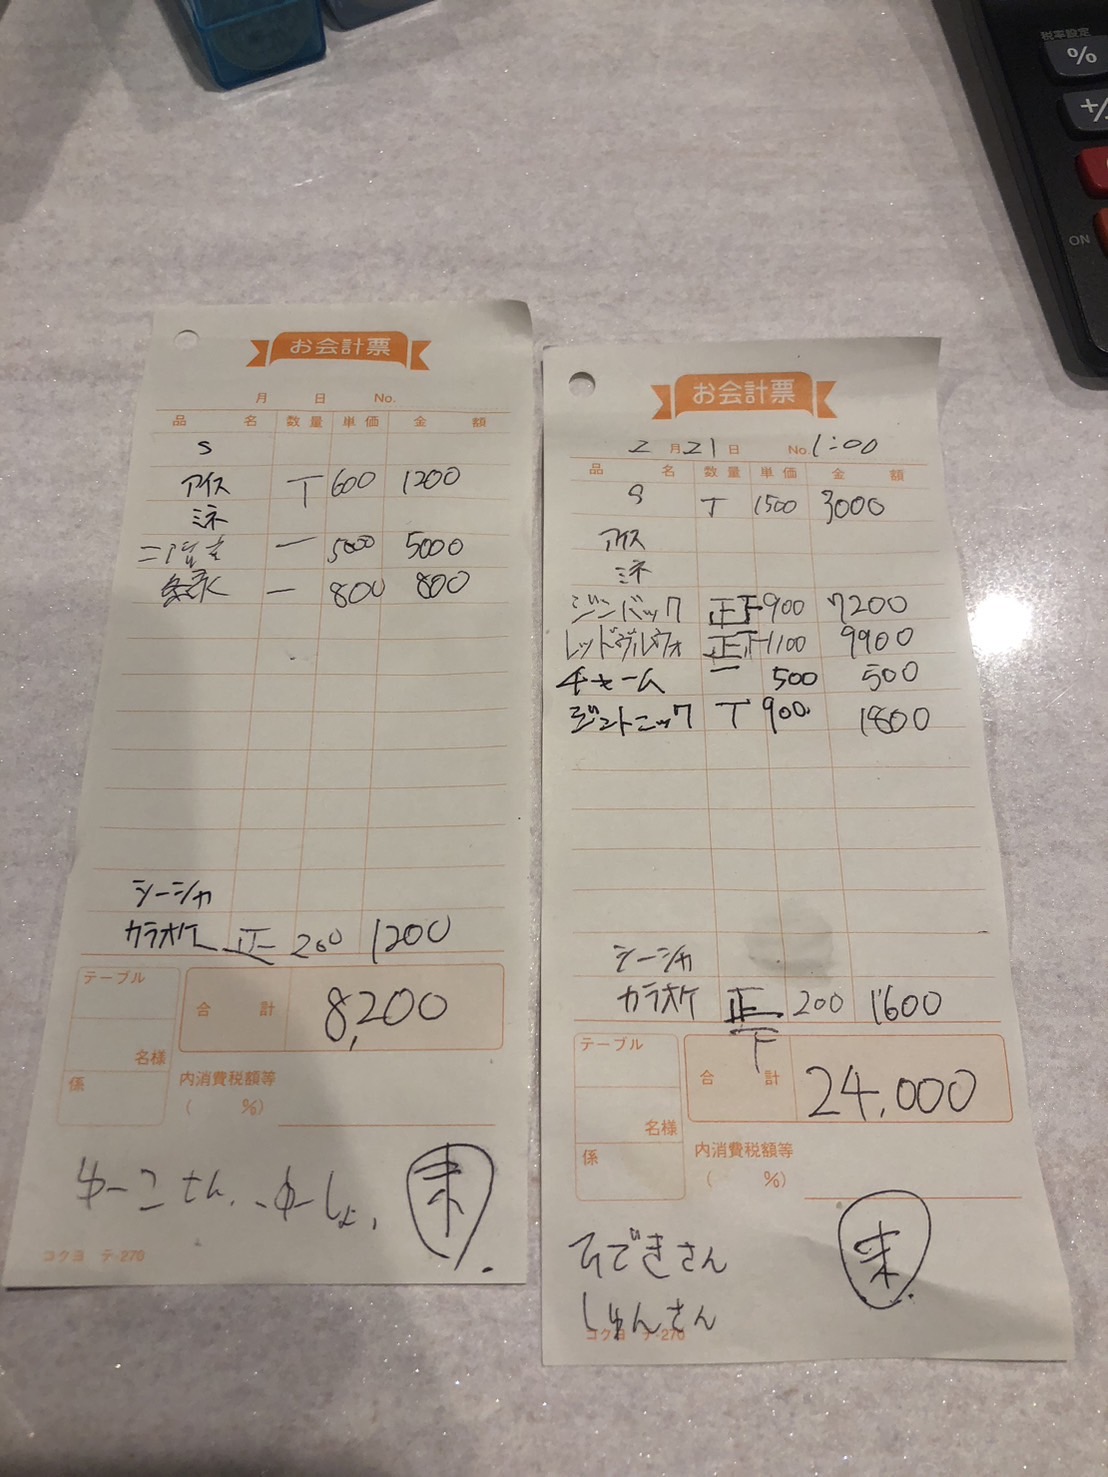 税率設定
%
+/
ON
お会計票
月 日 No.
品名 数量 単価 金額
S
アイス T 600 1200
ミネ
二階堂 一 5000 5000
緑水 一 800 800
シーシャ
カラオケ 正一 200 1200
テーブル
名様
係
合計 8,200
内消費税額等
( %)
ゆーこさん、ゆーしょ、
コクヨ テ-270
お会計票
2月21日 No.1:00
品名 数量 単価 金額
S T 1500 3000
アイス
ミネ
ジンバック 正下 900 7200
レッドヴルヴォ 正正 1100 9900
チャーム 一 500 500
ジントニック T 900 1800
シーシャ
カラオケ 正下 200 1600
テーブル
名様
係
合計 24,000
内消費税額等
( %)
ひできさん
しゅんさん
コクヨ テ-270